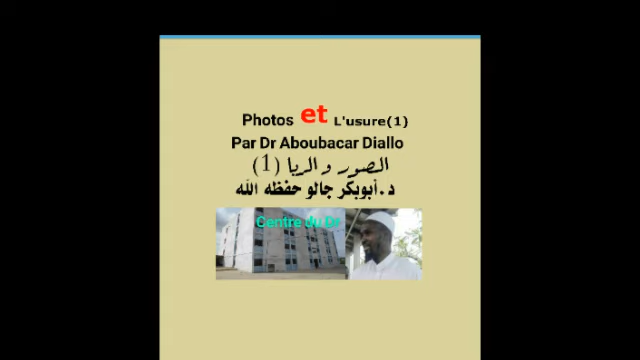 Photos et L'usure(1)
Par Dr Aboubacar Diallo
الصور و الربا (1)
د.أبوبكر جالو حفظه الله
Centre du Dr